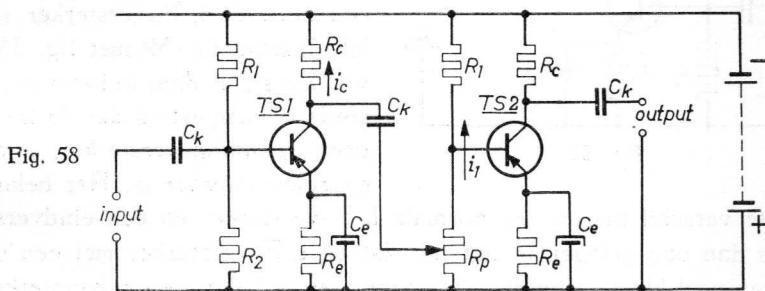 R1
Rc
ic
R1
Rc
Ck
TS1
Ck
TS2
Ck
output
Fig. 58
i1
input
R2
Re
Ce
Rp
Re
Ce
−
+